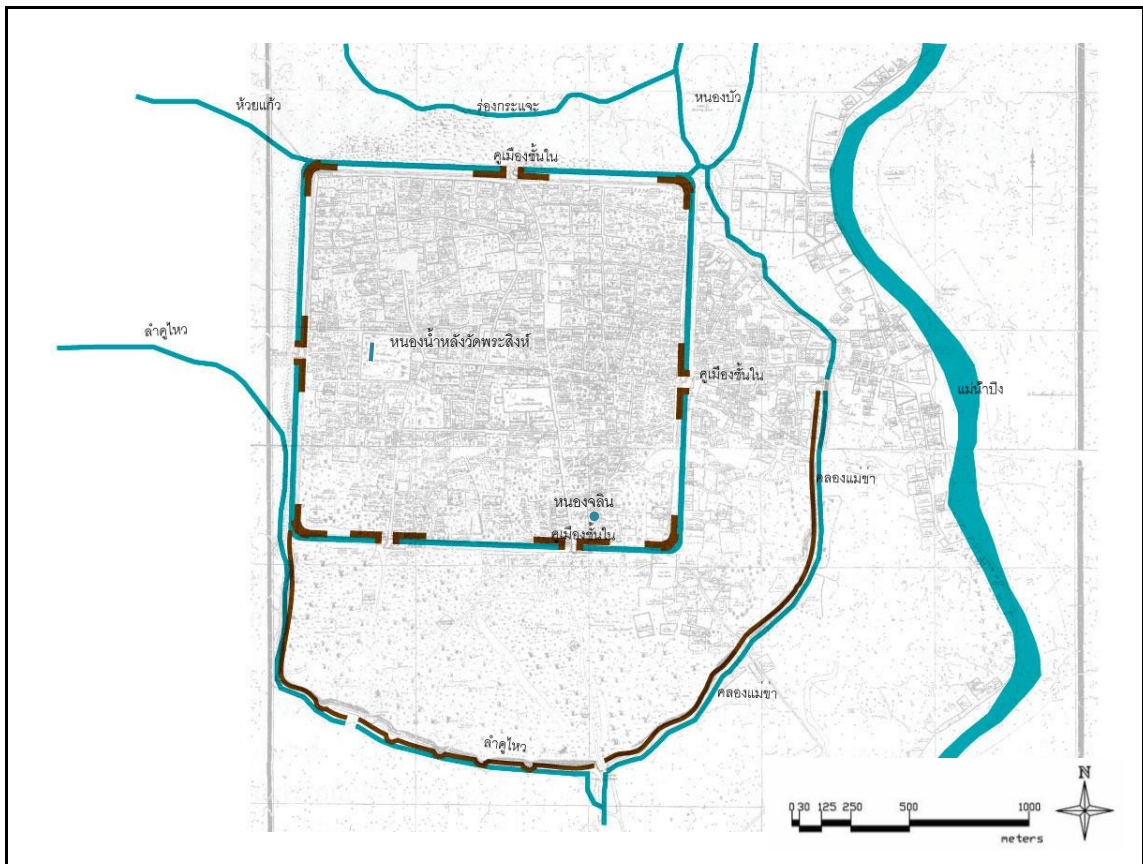 หนองบัว
ห้วยแก้ว
ร่องกระแจะ
คูเมืองชั้นใน
ลำคูไหว
หนองน้ำหลังวัดพระสิงห์
คูเมืองชั้นใน
แม่น้ำปิง
คลองแม่ข่า
หนองจลิน
คูเมืองชั้นใน
คลองแม่ข่า
ลำคูไหว
N
0 30 125 250 500 1000
meters